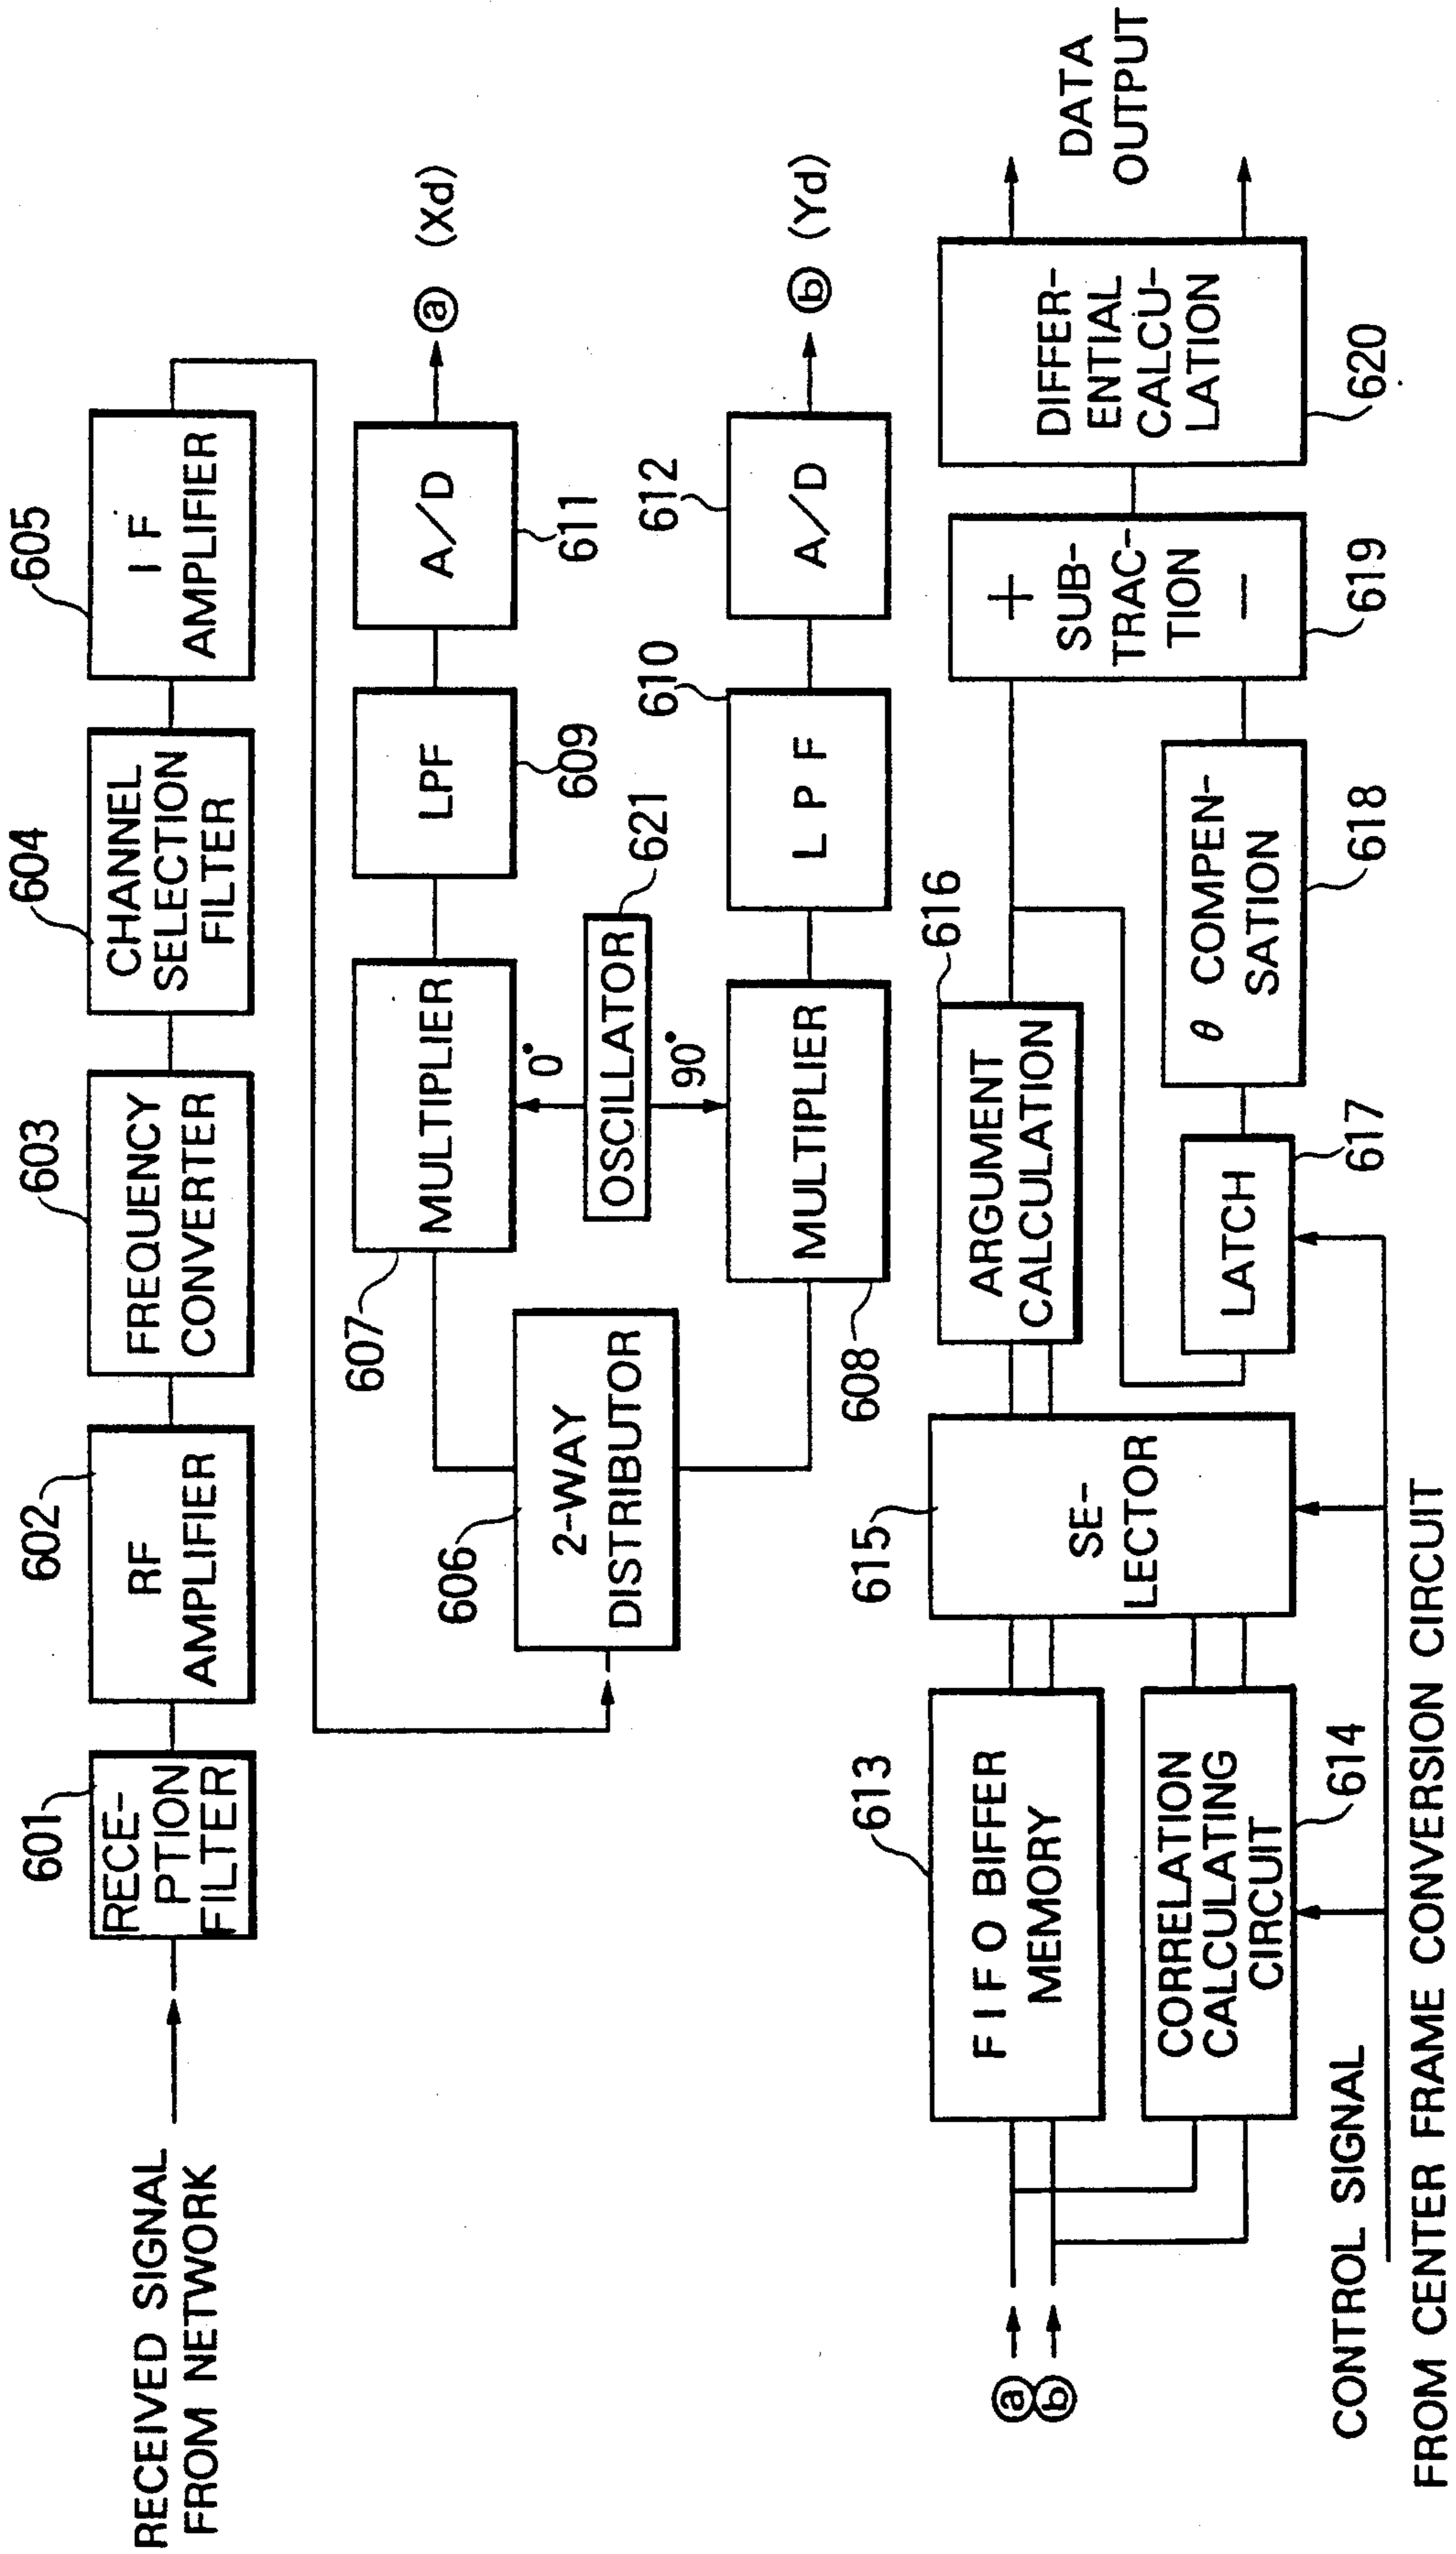 601
602
603
604
605
RECEIVED SIGNAL
FROM NETWORK
RECE-
PTION
FILTER
RF
AMPLIFIER
FREQUENCY
CONVERTER
CHANNEL
SELECTION
FILTER
I F
AMPLIFIER
606
2-WAY
DISTRIBUTOR
607
MULTIPLIER
0°
OSCILLATOR
621
90°
MULTIPLIER
608
LPF
609
A/D
611
ⓐ (Xd)
610
L P F
612
A/D
ⓑ (Yd)
ⓐ
ⓑ
613
F I F O BIFFER
MEMORY
CORRELATION
CALCULATING
CIRCUIT
614
615
SE-
LECTOR
616
ARGUMENT
CALCULATION
LATCH
617
θ COMPEN-
SATION
618
+
SUB-
TRAC-
TION
−
619
DIFFER-
ENTIAL
CALCU-
LATION
620
DATA
OUTPUT
CONTROL SIGNAL
FROM CENTER FRAME CONVERSION CIRCUIT